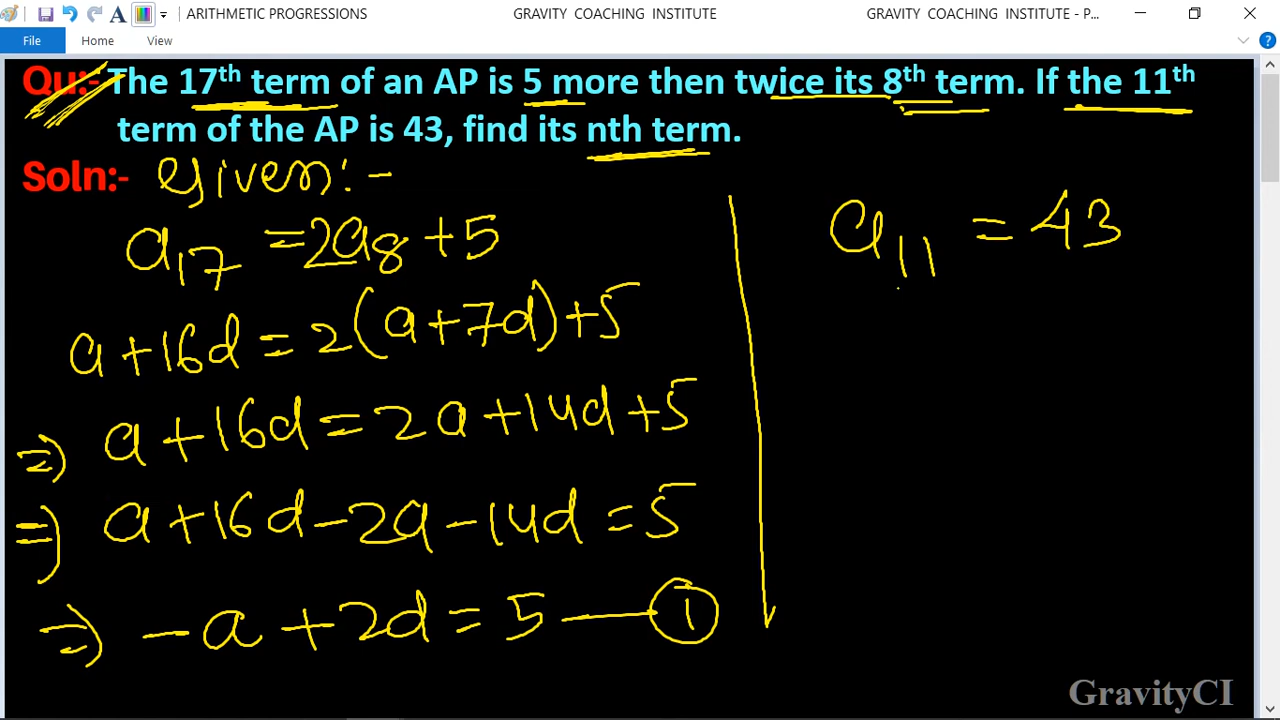 ARITHMETIC PROGRESSIONS GRAVITY COACHING INSTITUTE GRAVITY COACHING INSTITUTE - P...
File Home View
Qu:- The 17th term of an AP is 5 more then twice its 8th term. If the 11th
term of the AP is 43, find its nth term.
Soln:- Given:-
a17 = 2a8 + 5
a + 16d = 2(a + 7d) + 5
=) a + 16d = 2a + 14d + 5
=) a + 16d - 2a - 14d = 5
=) -a + 2d = 5 — 1
a11 = 43
GravityCI